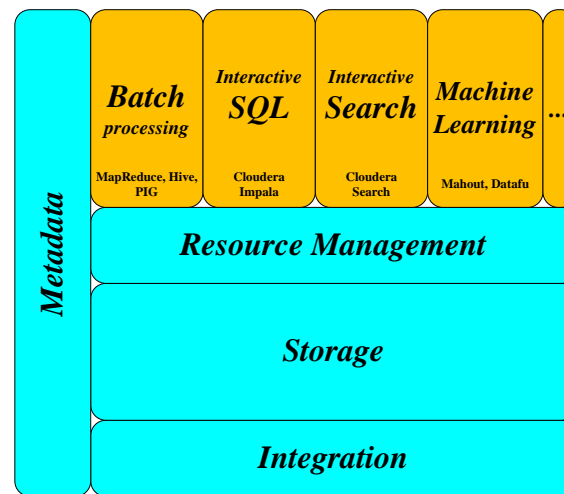 Metadata
Batch
processing
MapReduce, Hive,
PIG
Interactive
SQL
Cloudera
Impala
Interactive
Search
Cloudera
Search
Machine
Learning
Mahout, Datafu
...
Resource Management
Storage
Integration